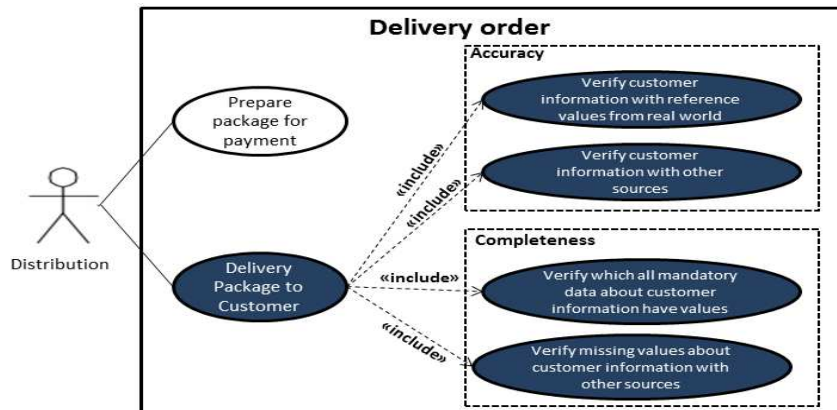 Delivery order
Accuracy
Prepare
package for
payment
Verify customer
information with reference
values from real world
«include»
«include»
Verify customer
information with other
sources
Distribution
Completeness
Delivery
Package to
Customer
«include»
Verify which all mandatory
data about customer
information have values
«include»
Verify missing values about
customer information with
other sources